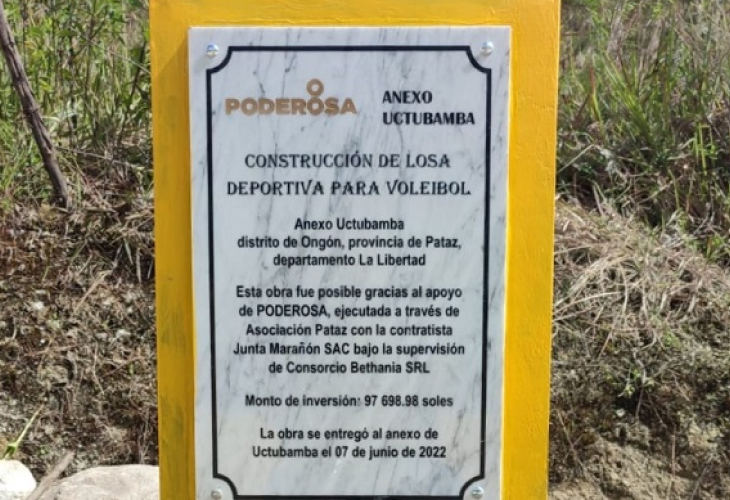 PODEROSA
ANEXO
UCTUBAMBA
CONSTRUCCIÓN DE LOSA
DEPORTIVA PARA VOLEIBOL
Anexo Uctubamba
distrito de Ongón, provincia de Pataz,
departamento La Libertad
Esta obra fue posible gracias al apoyo
de PODEROSA, ejecutada a través de
Asociación Pataz con la contratista
Junta Marañón SAC bajo la supervisión
de Consorcio Bethania SRL
Monto de inversión: 97 698.98 soles
La obra se entregó al anexo de
Uctubamba el 07 de junio de 2022